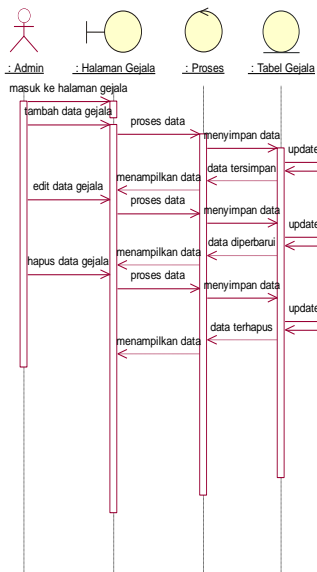 : Admin
: Halaman Gejala
: Proses
: Tabel Gejala
masuk ke halaman gejala
tambah data gejala
proses data
menyimpan data
update
data tersimpan
menampilkan data
edit data gejala
proses data
menyimpan data
update
data diperbarui
menampilkan data
hapus data gejala
proses data
menyimpan data
update
data terhapus
menampilkan data